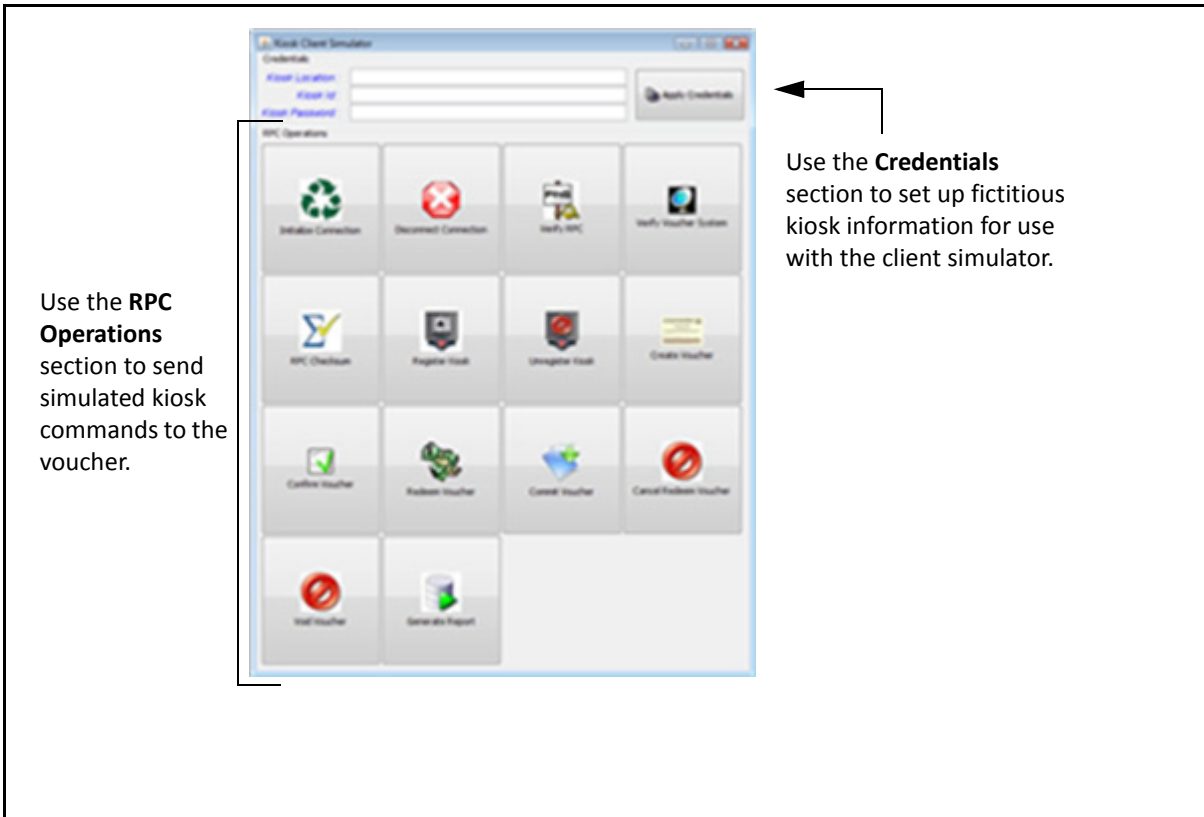 Kiosk Client Simulator
Credentials
Kiosk Location
Kiosk Id
Kiosk Password
Apply Credentials
RPC Operations
Initialize Connection
Disconnect Connection
Verify RPC
Verify Voucher System
RPC Checksum
Register Kiosk
Unregister Kiosk
Create Voucher
Confirm Voucher
Redeem Voucher
Commit Voucher
Cancel Redeem Voucher
Void Voucher
Generate Report
Use the Credentials
section to set up fictitious
kiosk information for use
with the client simulator.
Use the RPC
Operations
section to send
simulated kiosk
commands to the
voucher.